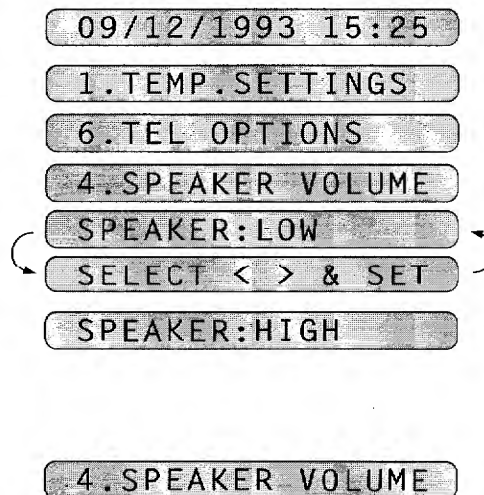 09/12/1993 15:25
1.TEMP.SETTINGS
6.TEL OPTIONS
4.SPEAKER VOLUME
SPEAKER:LOW
SELECT < > & SET
SPEAKER:HIGH
4.SPEAKER VOLUME